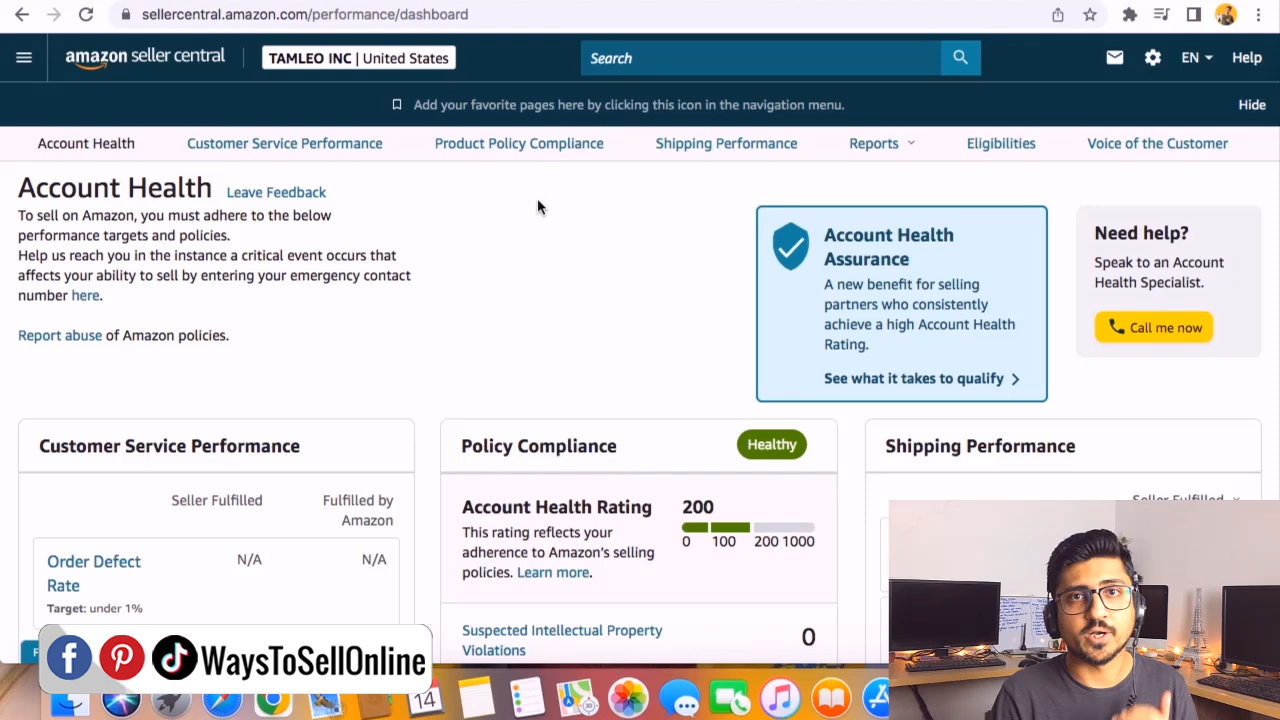 sellercentral.amazon.com/performance/dashboard
amazon seller central
TAMLEO INC | United States
Search
EN
Help
Add your favorite pages here by clicking this icon in the navigation menu.
Hide
Account Health
Customer Service Performance
Product Policy Compliance
Shipping Performance
Reports
Eligibilities
Voice of the Customer
Account Health
Leave Feedback
To sell on Amazon, you must adhere to the below
performance targets and policies.
Help us reach you in the instance a critical event occurs that
affects your ability to sell by entering your emergency contact
number here.
Report abuse of Amazon policies.
Account Health
Assurance
A new benefit for selling
partners who consistently
achieve a high Account Health
Rating.
See what it takes to qualify
Need help?
Speak to an Account
Health Specialist.
Call me now
Customer Service Performance
Seller Fulfilled
Fulfilled by
Amazon
Order Defect
Rate
N/A
N/A
Target: under 1%
Policy Compliance
Healthy
Account Health Rating
200
This rating reflects your
adherence to Amazon's selling
policies. Learn more.
0 100 200 1000
Suspected Intellectual Property
Violations
0
Shipping Performance
Seller Fulfilled
F
WaysToSellOnline
14